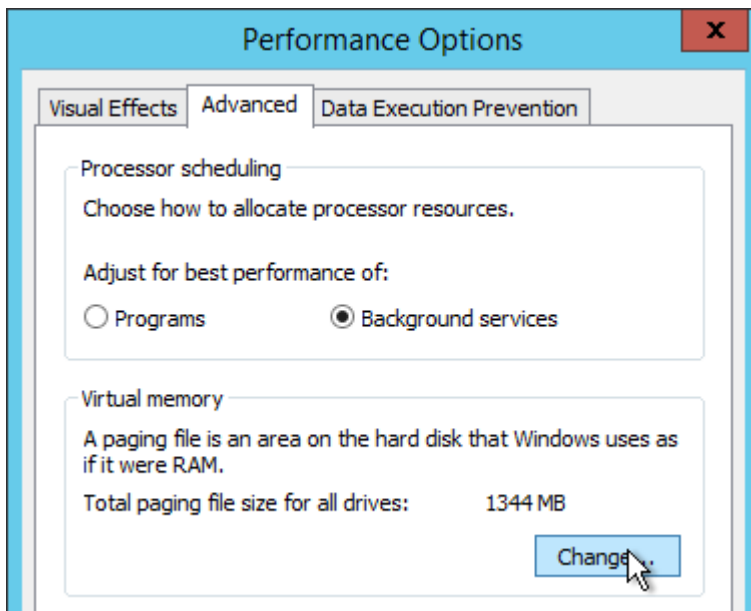 Performance Options
x
Visual Effects Advanced Data Execution Prevention
Processor scheduling
Choose how to allocate processor resources.
Adjust for best performance of:
Programs Background services
Virtual memory
A paging file is an area on the hard disk that Windows uses as
if it were RAM.
Total paging file size for all drives: 1344 MB
Change...